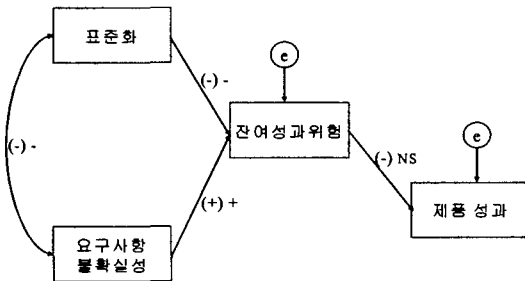 표준화
e
(-) -
잔여성과위험
e
(-) -
(-) NS
제품 성과
(+) +
요구사항
불확실성